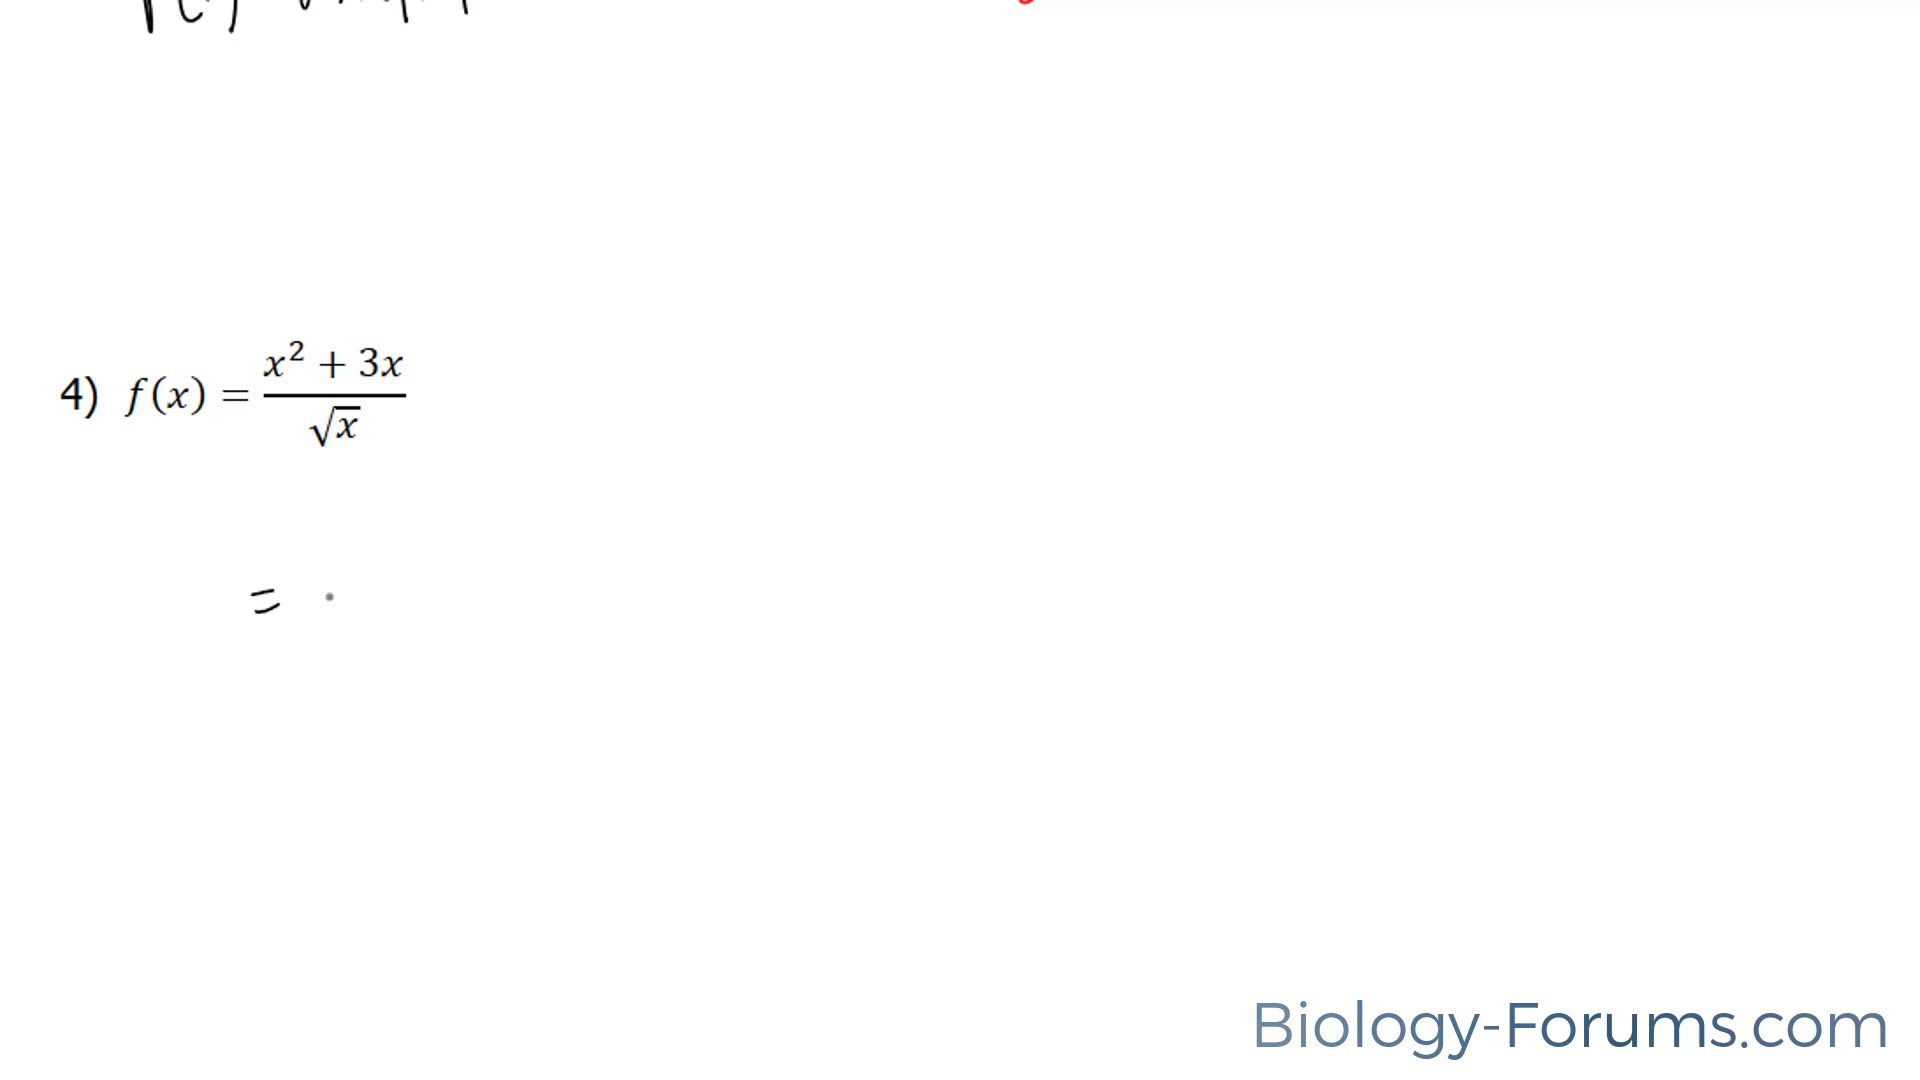 4) f(x) = x² + 3x / √x
=
Biology-Forums.com